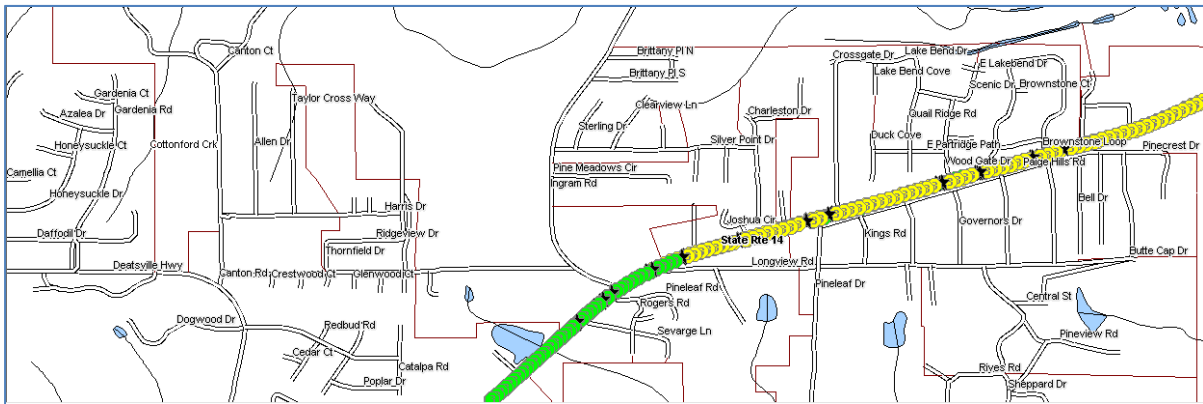 Canton Ct
Brittany Pl N
Crossgate Dr
Lake Bend Dr
E Lakebend Dr
Brittany Pl S
Lake Bend Cove
Scenic Dr
Brownstone Ct
Gardenia Ct
Taylor Cross Way
Clearview Ln
Charleston Dr
Quail Ridge Rd
Azalea Dr
Gardenia Rd
Sterling Dr
Duck Cove
Honeysuckle Ct
Cottonford Crk
Allen Dr
Silver Point Dr
E Partridge Path
Brownstone Loop
Pinecrest Dr
Camellia Ct
Pine Meadows Cir
Wood Gate Dr
Paige Hills Rd
Honeysuckle Dr
Ingram Rd
Bell Dr
Harris Dr
Joshua Cir
Governors Dr
Daffodil Dr
Ridgeview Dr
State Rte 14
Kings Rd
Thornfield Dr
Butte Cap Dr
Deatsville Hwy
Canton Rd
Crestwood Ct
Glenwood Ct
Longview Rd
Pineleaf Rd
Pineleaf Dr
Central St
Rogers Rd
Dogwood Dr
Redbud Rd
Sevarge Ln
Pineview Rd
Cedar Ct
Catalpa Rd
Rives Rd
Poplar Dr
Sheppard Dr